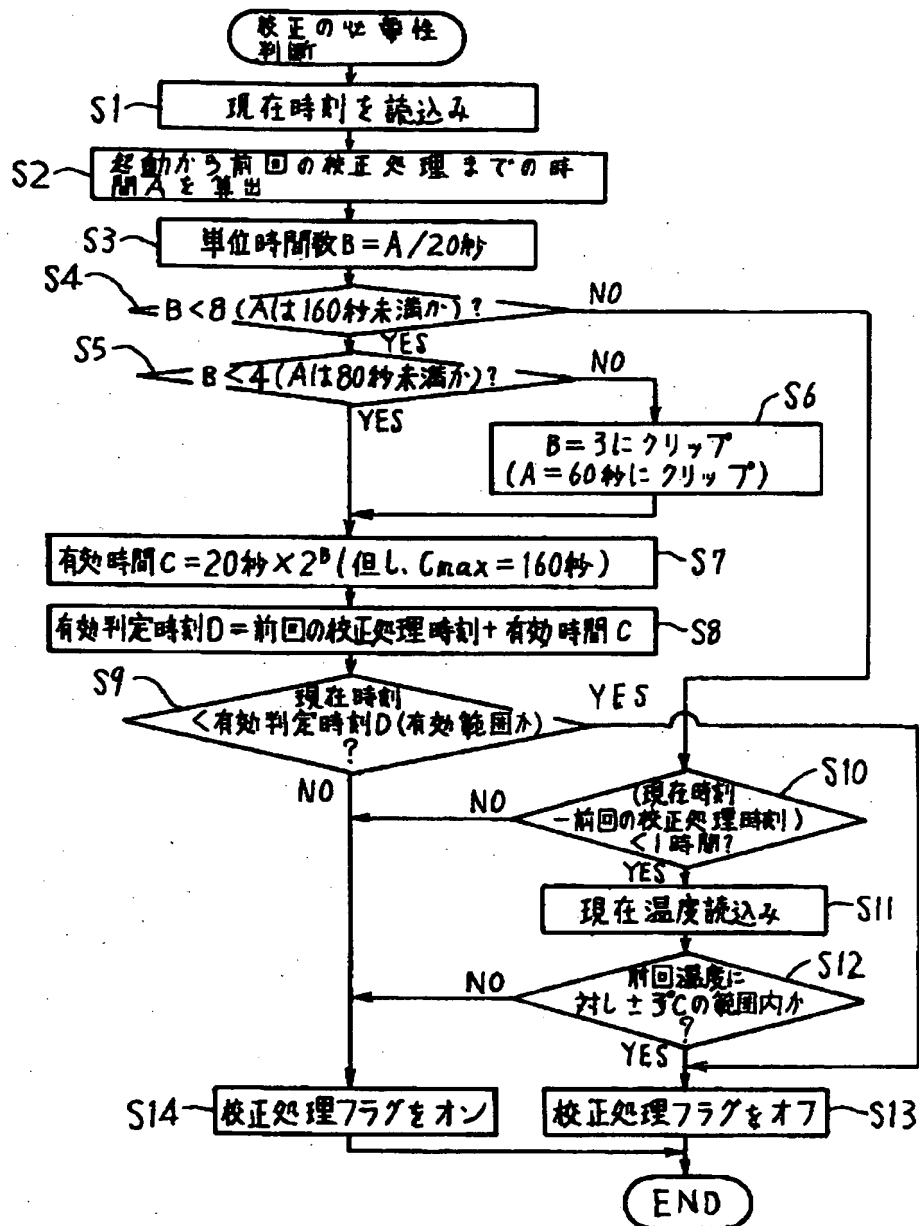 校正の必要性
判断
S1
現在時刻を読込み
S2
起動から前回の校正処理までの時
間Aを算出
S3
単位時間数B=A/20秒
S4
B<8(Aは160秒未満か)?
NO
YES
S5
B<4(Aは80秒未満か)?
NO
YES
S6
B=3にクリップ
(A=60秒にクリップ)
有効時間C=20秒×2ᴮ(但し、Cmax=160秒)
S7
有効判定時刻D=前回の校正処理時刻+有効時間C
S8
S9
現在時刻
<有効判定時刻D(有効範囲か)
?
YES
NO
S10
(現在時刻
-前回の校正処理時刻)
<1時間?
NO
YES
現在温度読込み
S11
S12
前回温度に
対し±3℃の範囲内か
?
NO
YES
S14
校正処理フラグをオン
校正処理フラグをオフ
S13
END